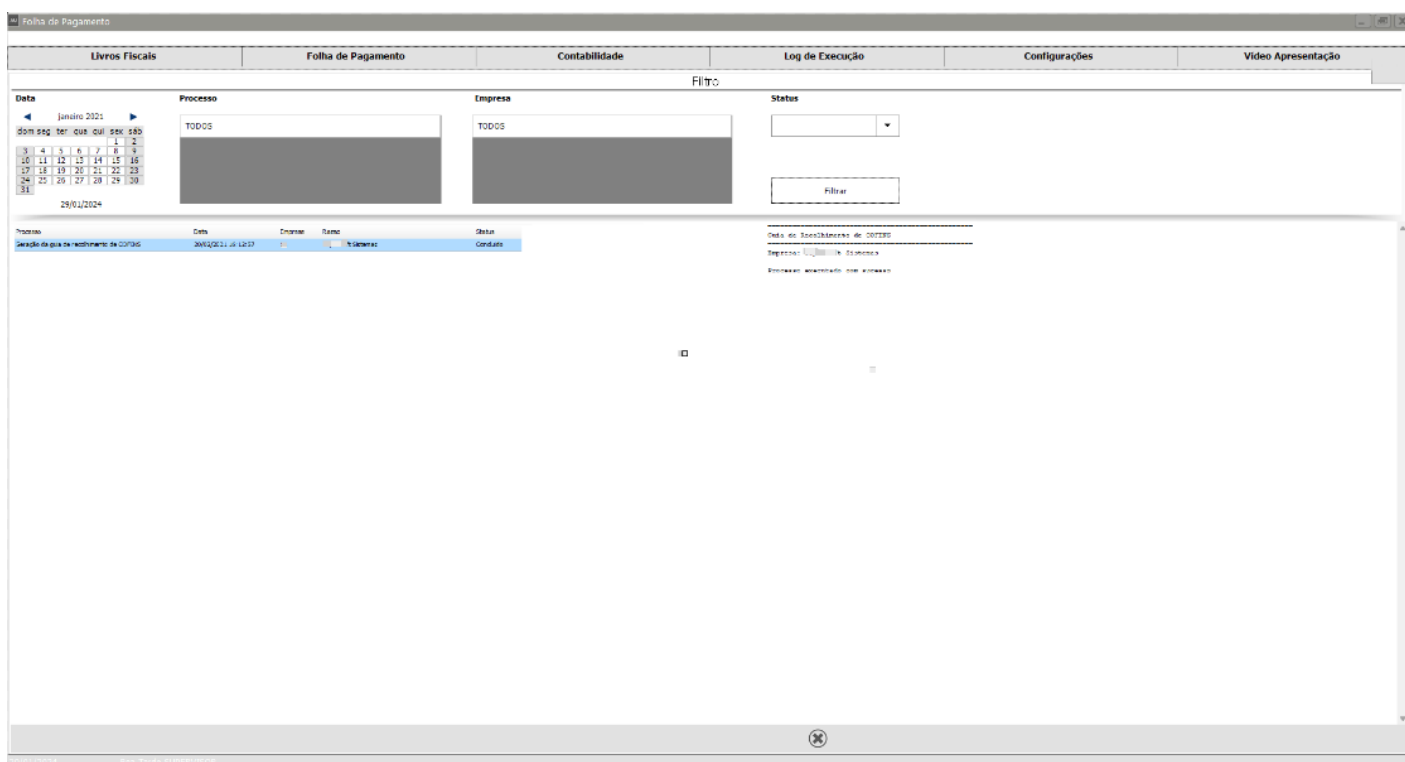 Folha de Pagamento
Livros Fiscais Folha de Pagamento Contabilidade Log de Execução Configurações Vídeo Apresentação
Filtro
Data Processo Empresa Status
janeiro 2021
dom seg ter qua qui sex sáb
1 2
3 4 5 6 7 8 9
10 11 12 13 14 15 16
17 18 19 20 21 22 23
24 25 26 27 28 29 30
31
29/01/2024
TODOS
TODOS
Filtrar
Processo Data Empresa Status
Geração da guia de recolhimento de COFINS Sistemas Concluído
Guia de Recolhimento de COFINS
Empresa: Sistemas
Processo executado com sucesso